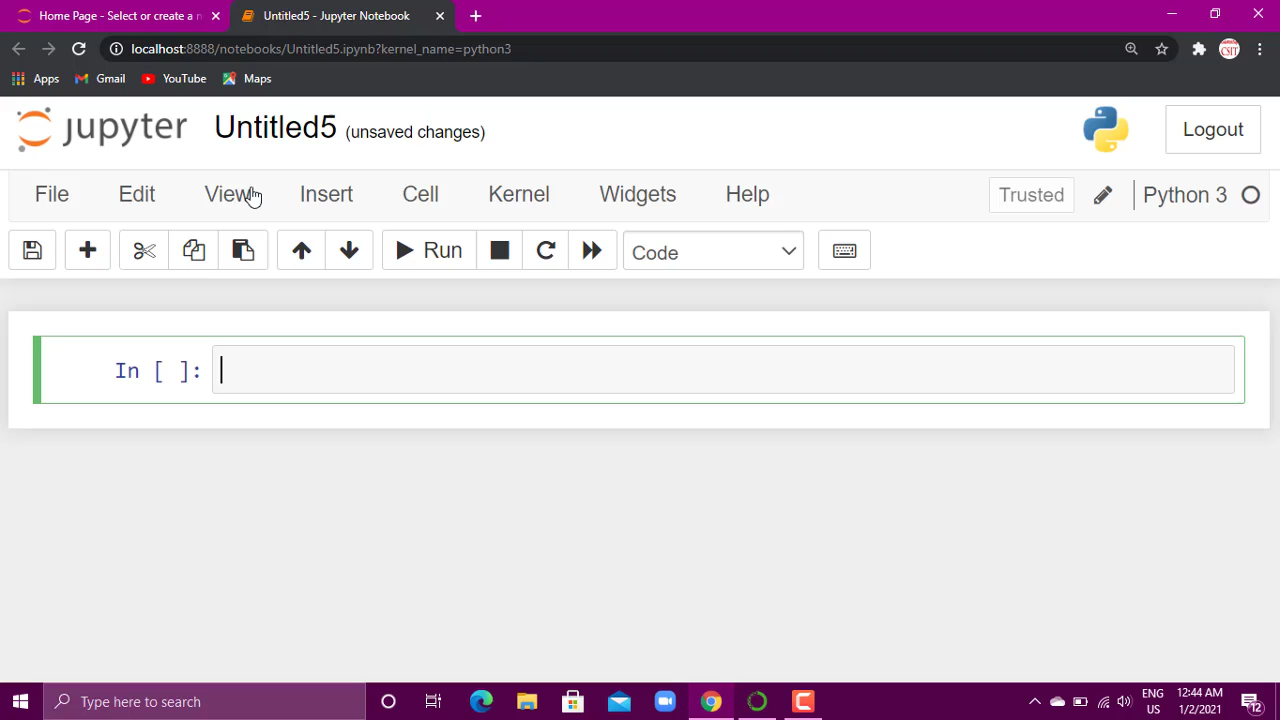 Home Page - Select or create a n
Untitled5 - Jupyter Notebook
localhost:8888/notebooks/Untitled5.ipynb?kernel_name=python3
CSIT
Apps Gmail YouTube Maps
jupyter Untitled5 (unsaved changes) Logout
File Edit View Insert Cell Kernel Widgets Help Trusted Python 3
Run Code
In [ ]:
Type here to search
ENG
US
12:44 AM
1/2/2021
12